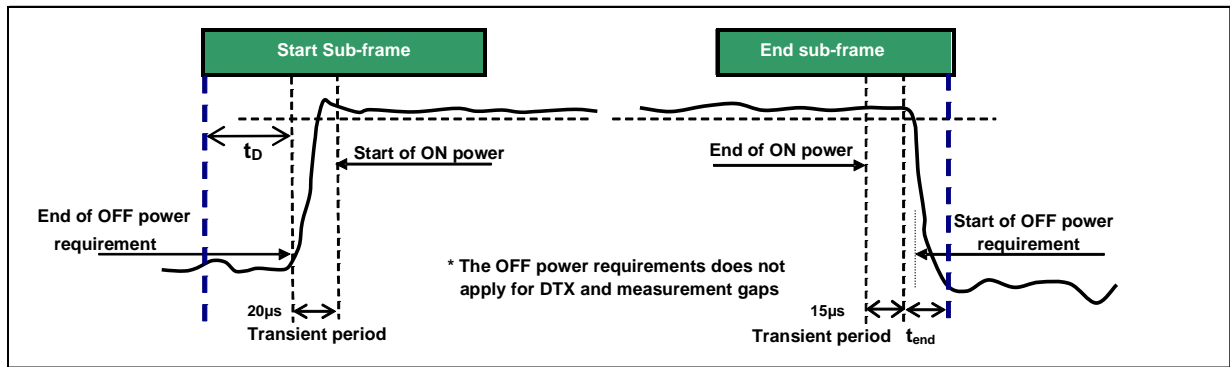 Start Sub-frame
End sub-frame
tD
Start of ON power
End of ON power
End of OFF power
requirement
Start of OFF power
requirement
* The OFF power requirements does not
apply for DTX and measurement gaps
20µs
Transient period
15µs
Transient period
tend